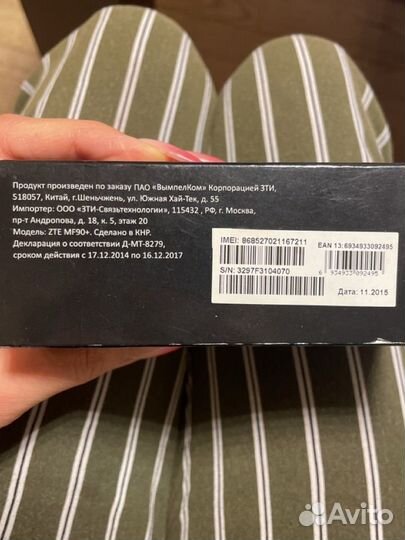 Продукт произведен по заказу ПАО «ВымпелКом» Корпорацией ЗТИ,
518057, Китай, г.Шеньчжень, ул. Южная Хай-Тек, д. 55
Импортер: ООО «ЗТИ-Связьтехнологии», 115432 , РФ, г. Москва,
пр-т Андропова, д. 18, к. 5, этаж 20
Модель: ZTE MF90+. Сделано в КНР.
Декларация о соответствии Д-МТ-8279,
сроком действия с 17.12.2014 по 16.12.2017
IMEI: 868527021167211
EAN 13: 6934933092495
S/N: 3297F3104070
6 934933 092495
Дата: 11.2015
Avito